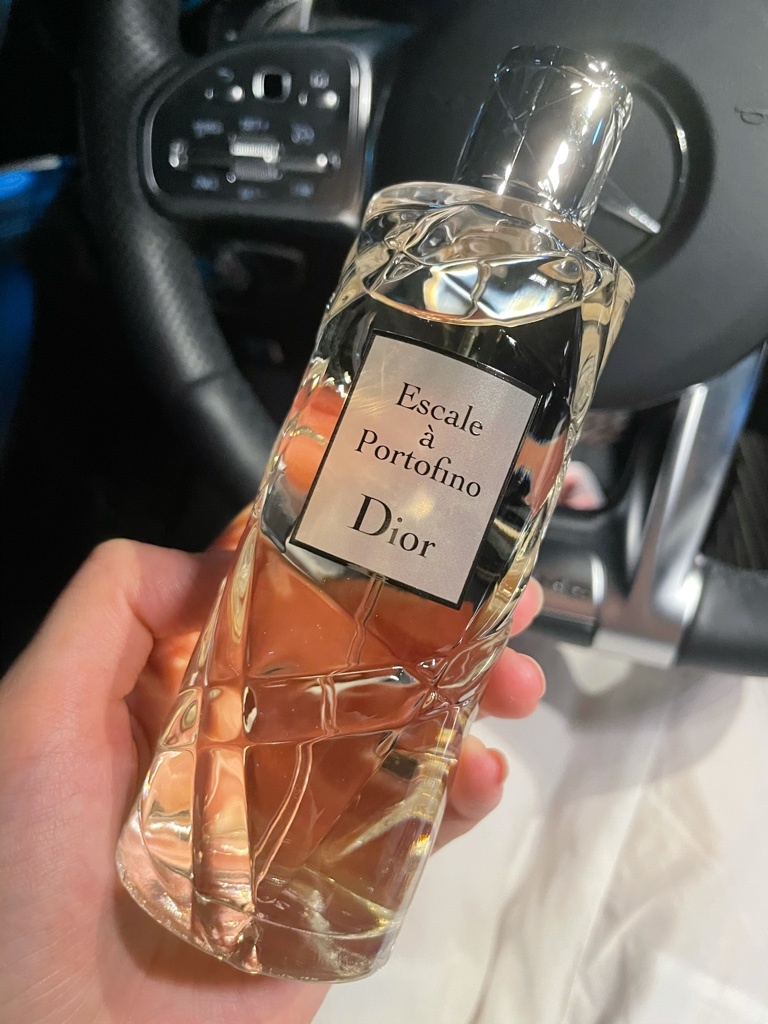 Escale
à
Portofino
Dior